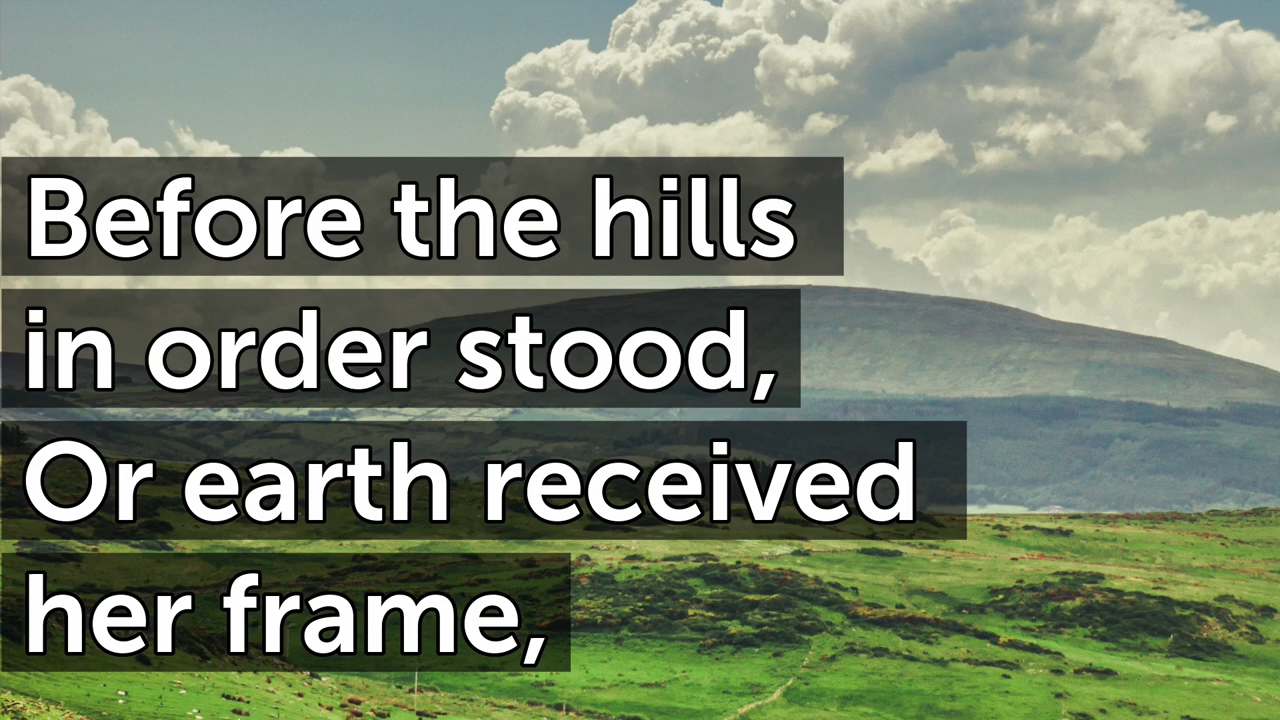 Before the hills
in order stood,
Or earth received
her frame,